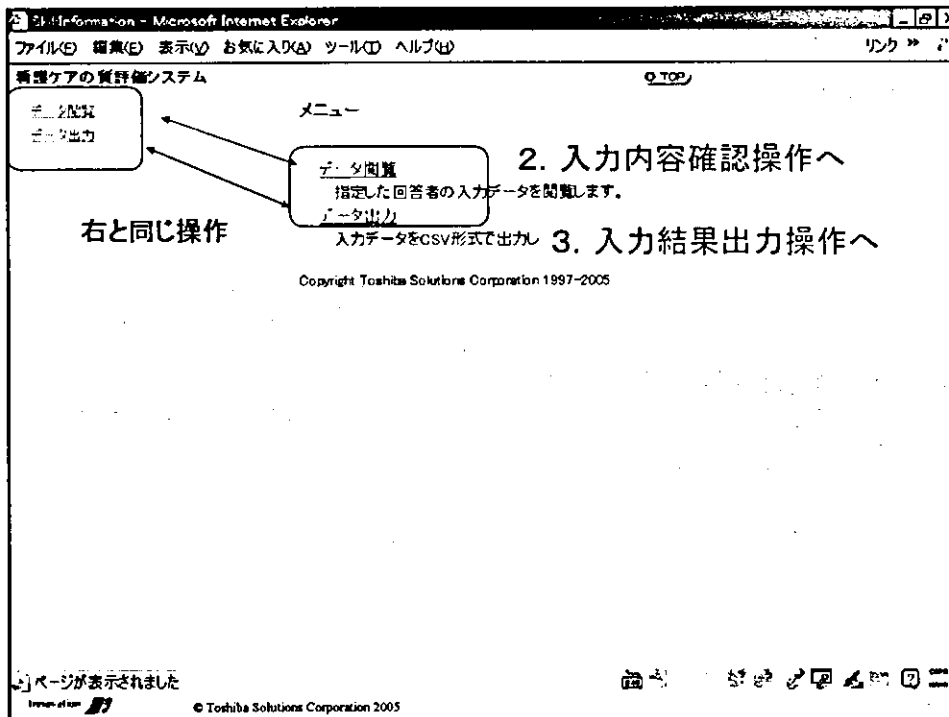 SkiInformation - Microsoft Internet Explorer
ファイル(F) 編集(E) 表示(V) お気に入り(A) ツール(T) ヘルプ(H) リンク »
看護ケアの質評価システム TOP
データ閲覧
データ出力
メニュー
データ閲覧 2. 入力内容確認操作へ
指定した回答者の入力データを閲覧します。
データ出力
右と同じ操作
入力データをCSV形式で出力し 3. 入力結果出力操作へ
Copyright Toshiba Solutions Corporation 1997-2005
ページが表示されました
© Toshiba Solutions Corporation 2005